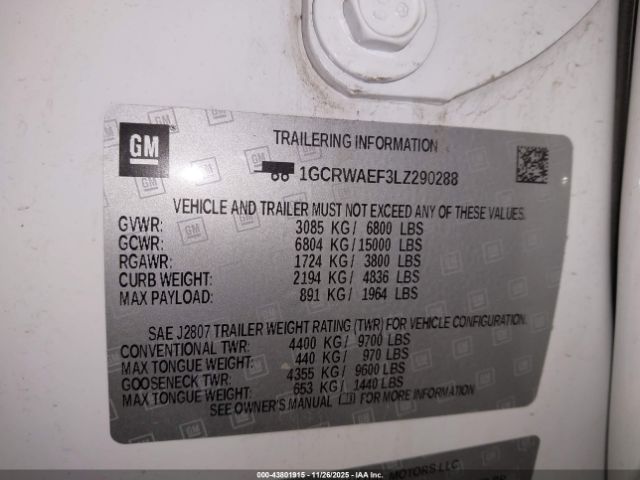 GM
TRAILERING INFORMATION
1GCRWAEF3LZ290288
VEHICLE AND TRAILER MUST NOT EXCEED ANY OF THESE VALUES.
GVWR: 3085 KG/ 6800 LBS
GCWR: 6804 KG/15000 LBS
RGAWR: 1724 KG/ 3800 LBS
CURB WEIGHT: 2194 KG/ 4836 LBS
MAX PAYLOAD: 891 KG/ 1964 LBS
SAE J2807 TRAILER WEIGHT RATING (TWR) FOR VEHICLE CONFIGURATION.
CONVENTIONAL TWR: 4400 KG/ 9700 LBS
MAX TONGUE WEIGHT: 440 KG/ 970 LBS
GOOSENECK TWR: 4355 KG/ 9600 LBS
MAX TONGUE WEIGHT: 653 KG/ 1440 LBS
SEE OWNER'S MANUAL FOR MORE INFORMATION
MOTORS LLC
000-43801915 - 11/26/2025 - IAAI.com